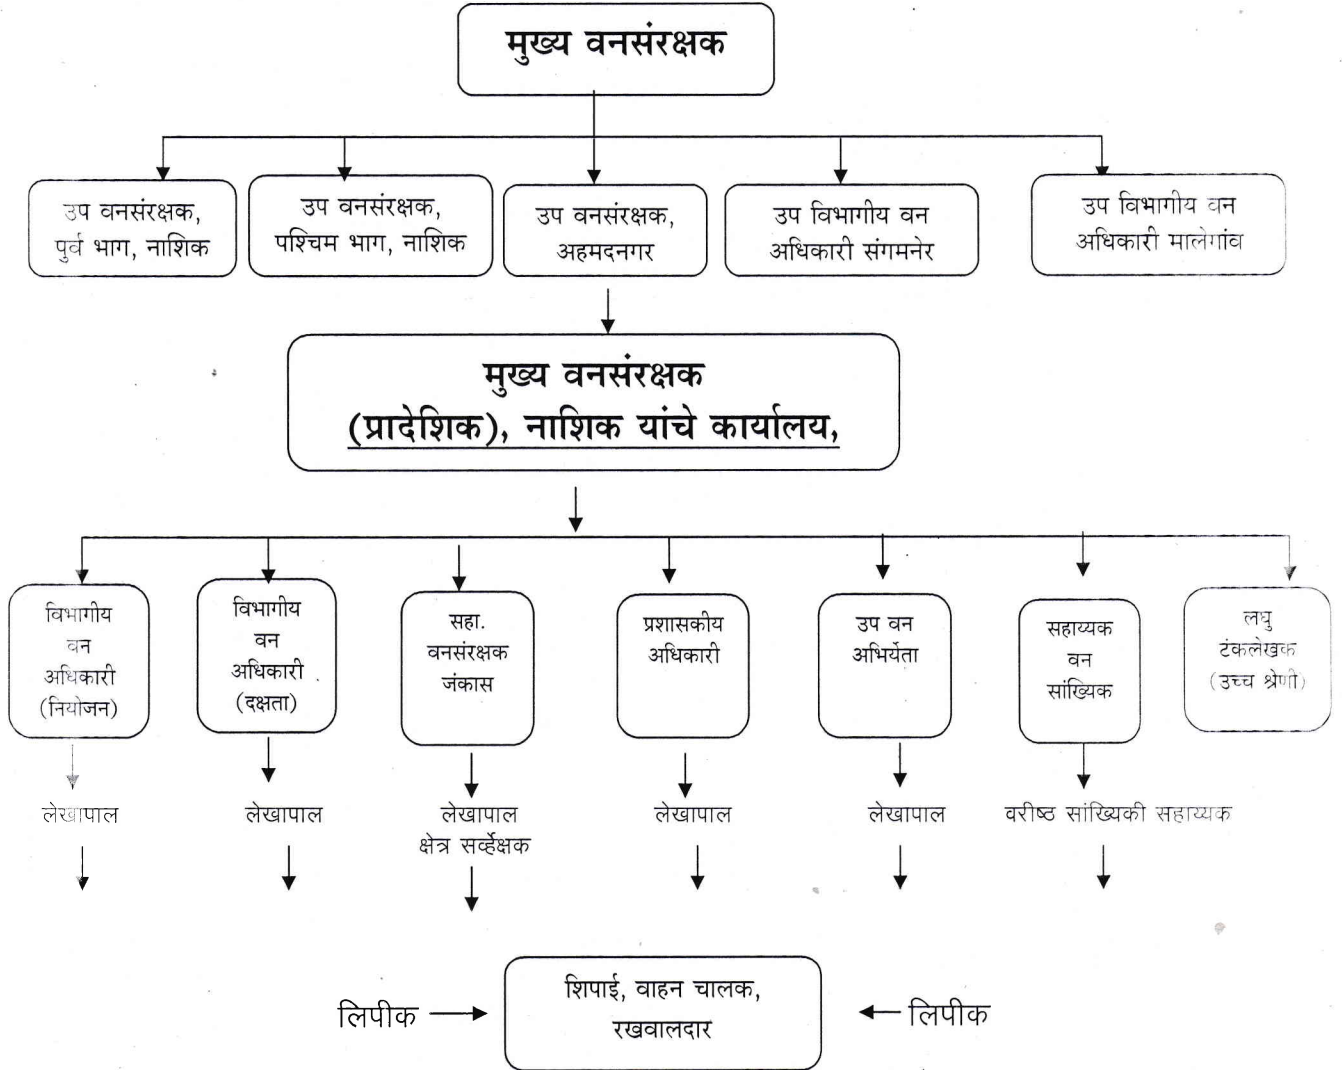 मुख्य वनसंरक्षक
उप वनसंरक्षक,
पुर्व भाग, नाशिक
उप वनसंरक्षक,
पश्चिम भाग, नाशिक
उप वनसंरक्षक,
अहमदनगर
उप विभागीय वन
अधिकारी संगमनेर
उप विभागीय वन
अधिकारी मालेगांव
मुख्य वनसंरक्षक
(प्रादेशिक), नाशिक यांचे कार्यालय,
विभागीय
वन
अधिकारी
(नियोजन)
विभागीय
वन
अधिकारी
(दक्षता)
सहा.
वनसंरक्षक
जंकास
प्रशासकीय
अधिकारी
उप वन
अभिर्येता
सहाय्यक
वन
सांख्यिक
लघु
टंकलेखक
(उच्च श्रेणी)
लेखापाल
लेखापाल
लेखापाल
क्षेत्र सर्व्हेक्षक
लेखापाल
लेखापाल
वरीष्ठ सांख्यिकी सहाय्यक
लिपीक
शिपाई, वाहन चालक,
रखवालदार
लिपीक